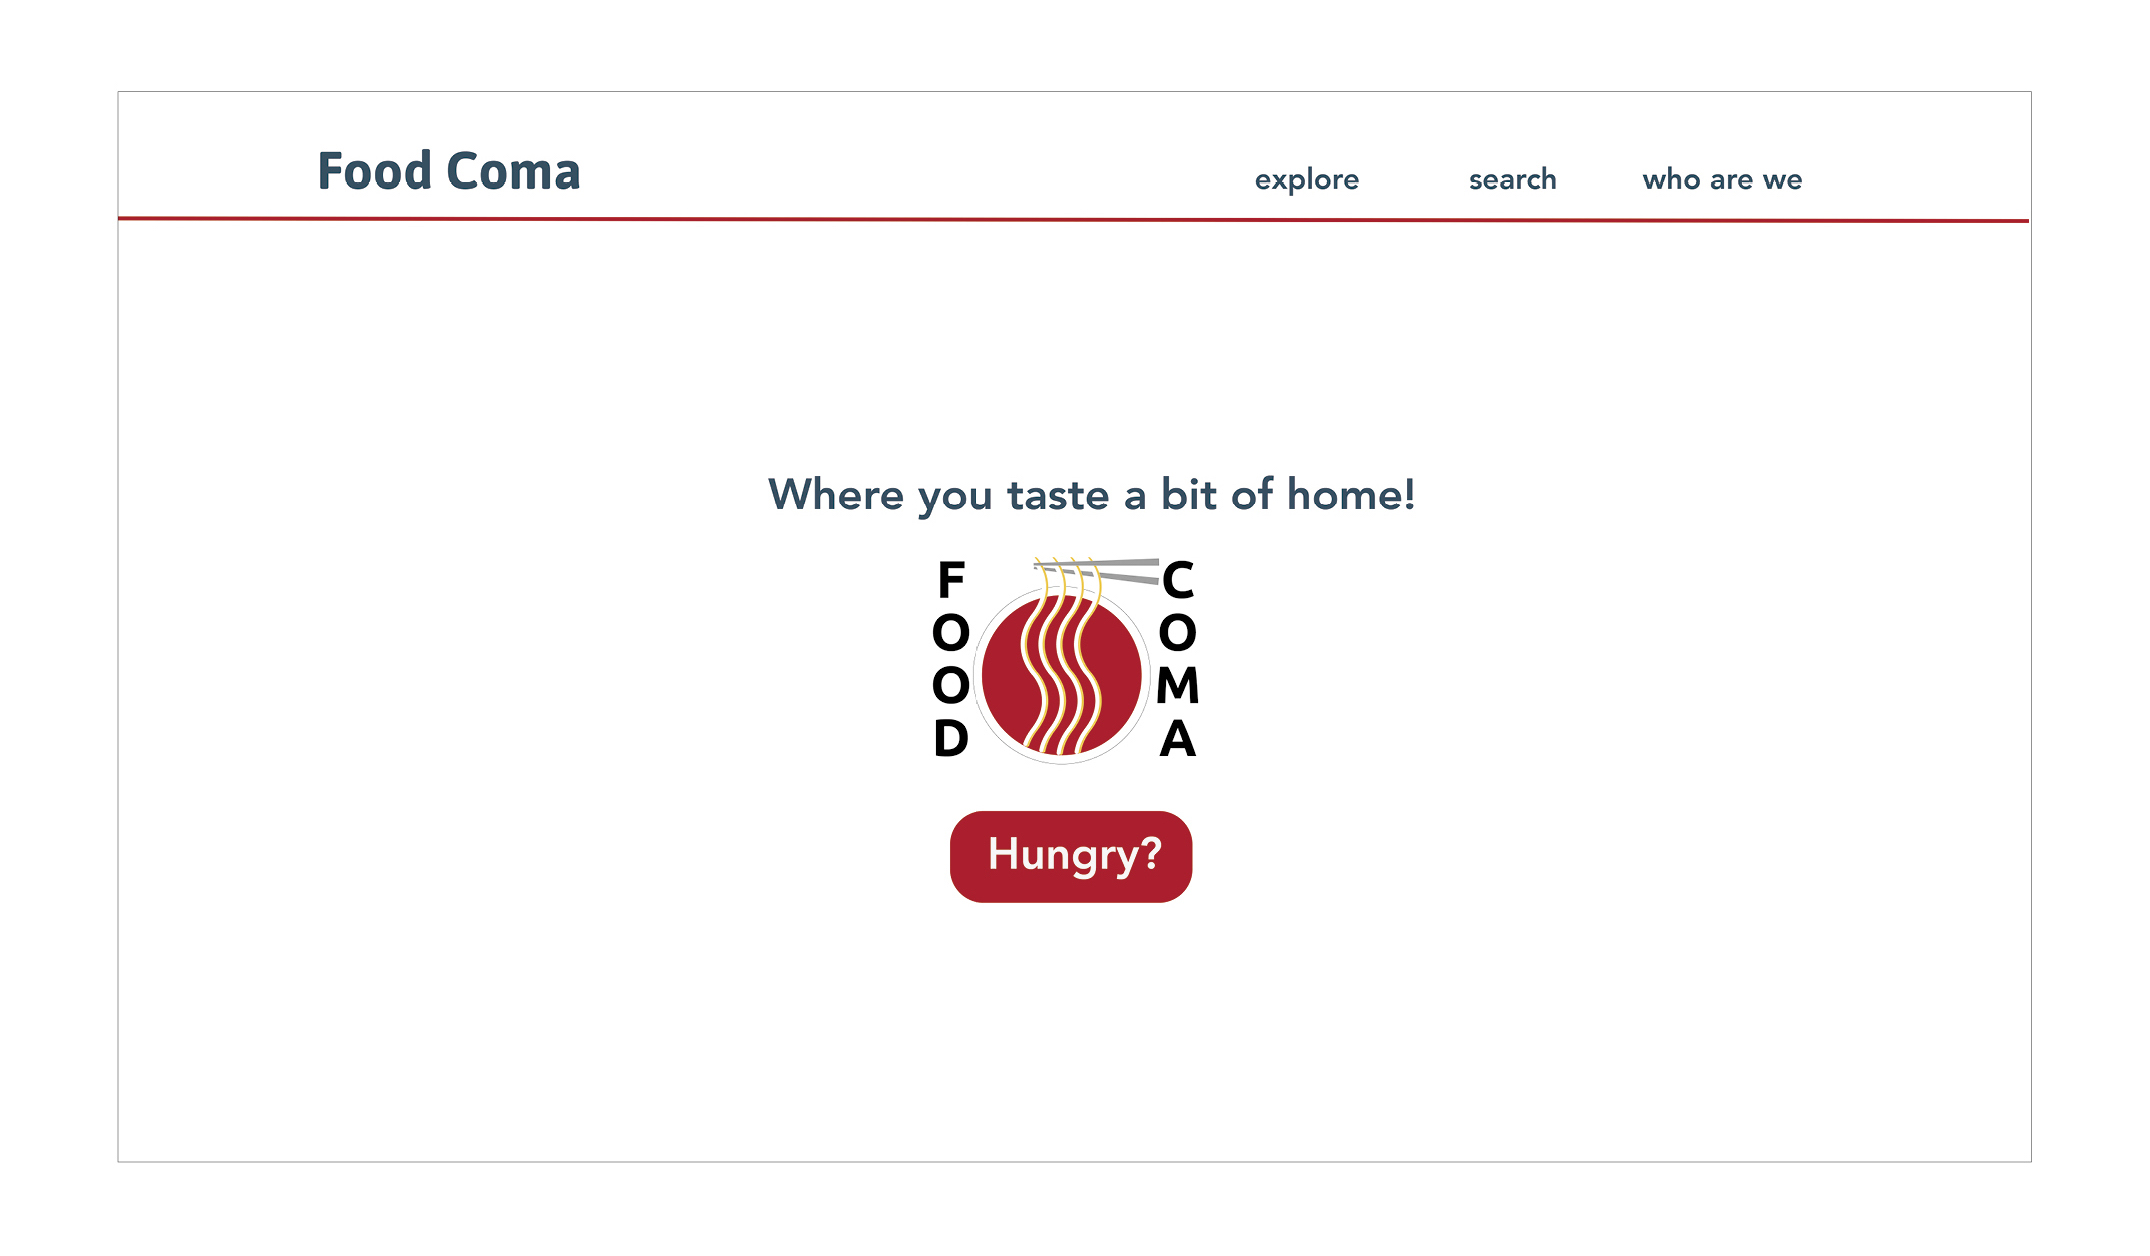 Food Coma
explore
search
who are we
Where you taste a bit of home!
FOOD
COMA
Hungry?